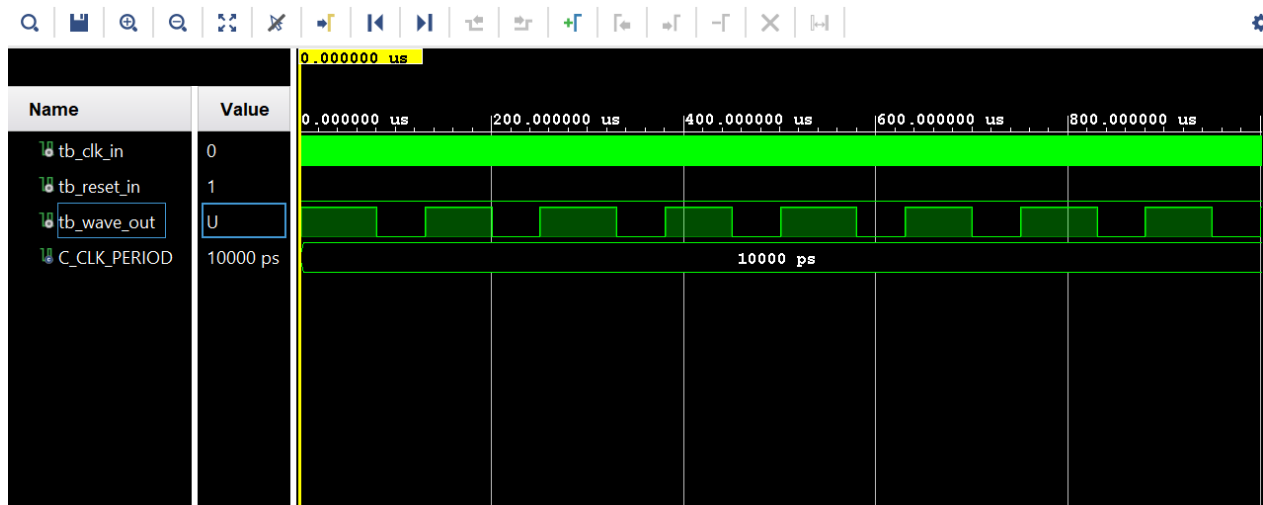 0.000000 us
Name Value
0.000000 us 200.000000 us 400.000000 us 600.000000 us 800.000000 us
tb_clk_in 0
tb_reset_in 1
tb_wave_out U
C_CLK_PERIOD 10000 ps 10000 ps